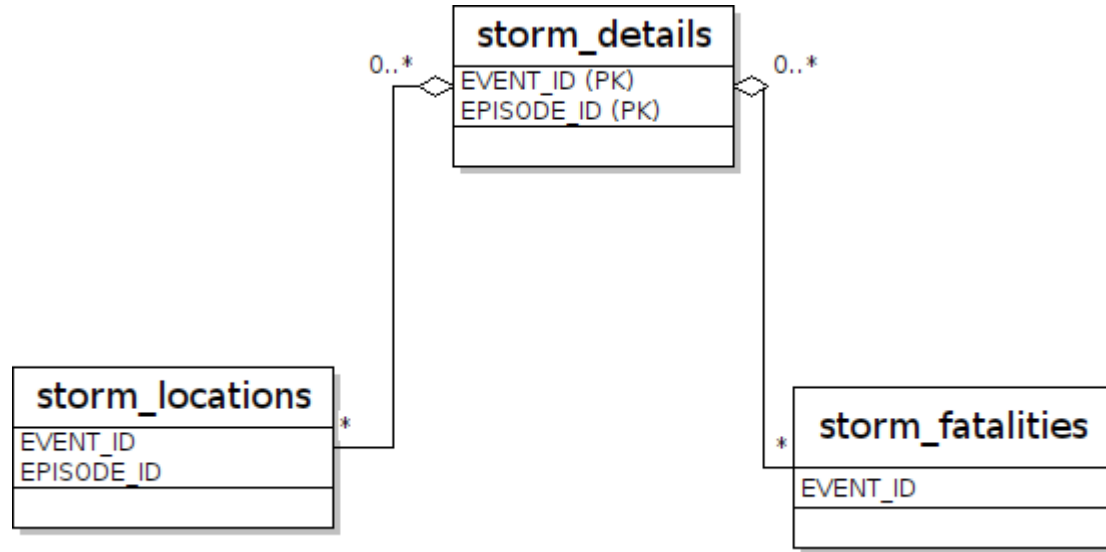 storm_details
0..*
0..*
EVENT_ID (PK)
EPISODE_ID (PK)
storm_locations
*
EVENT_ID
EPISODE_ID
storm_fatalities
*
EVENT_ID